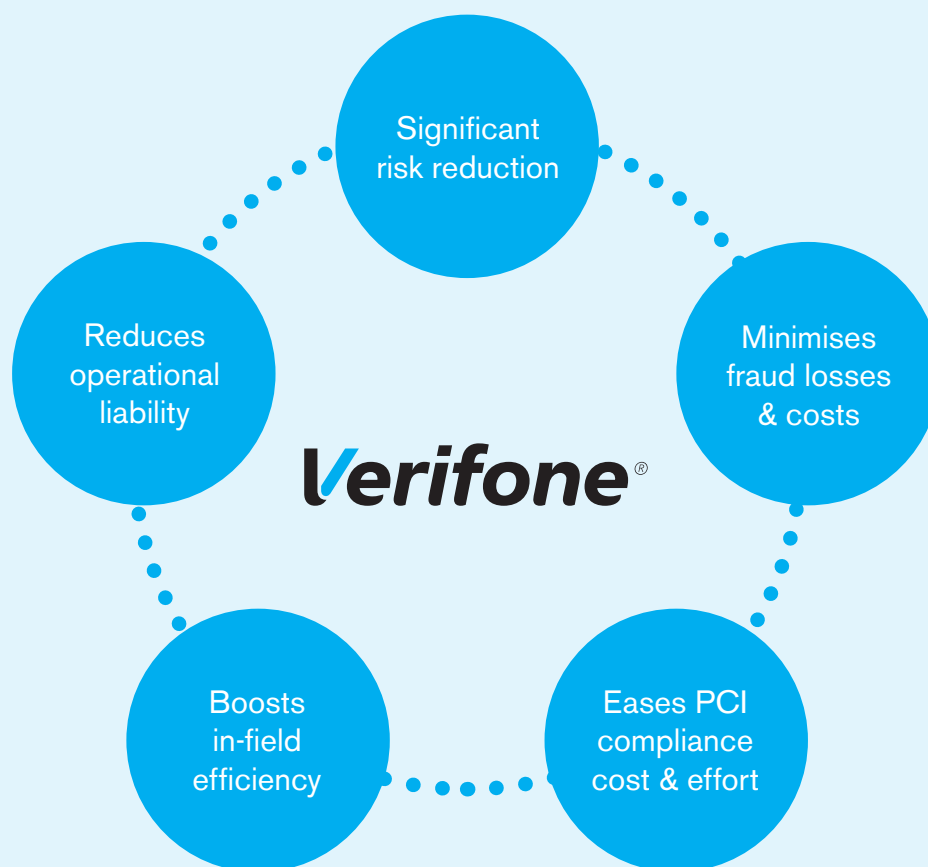 Significant
risk reduction
Minimises
fraud losses
& costs
Eases PCI
compliance
cost & effort
Boosts
in-field
efficiency
Reduces
operational
liability
Verifone®